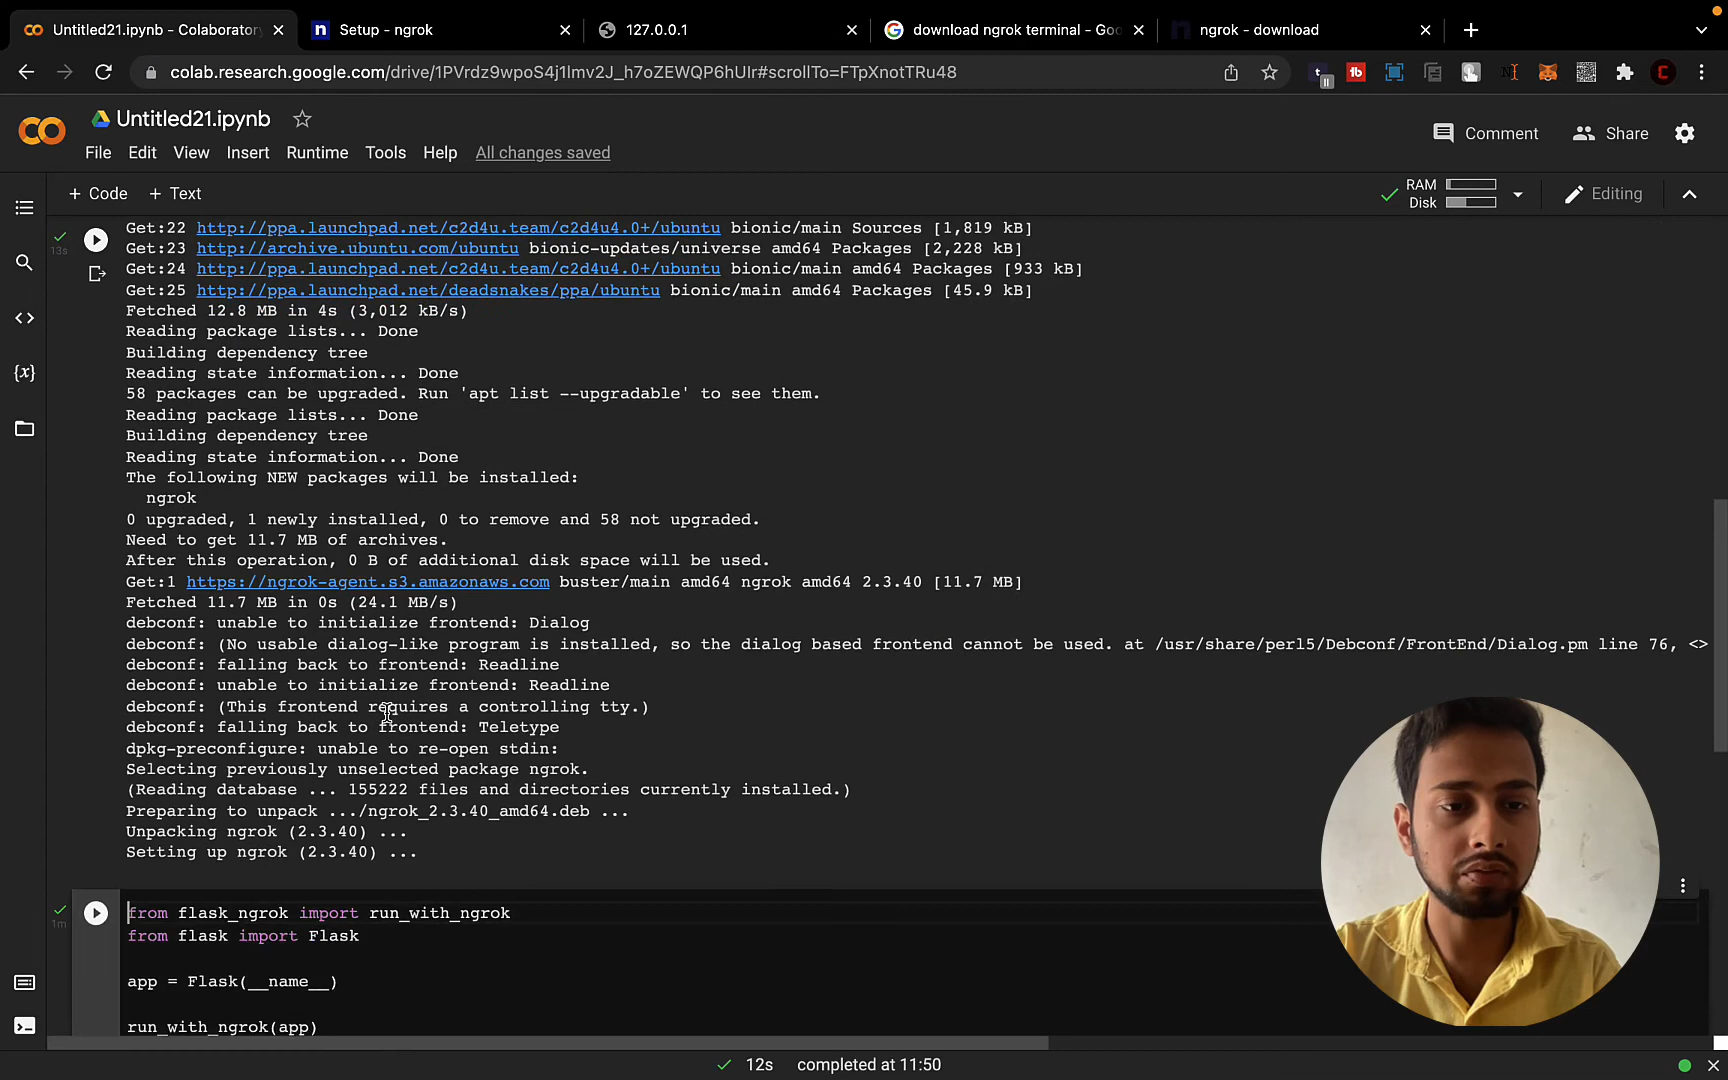 Untitled21.ipynb - Colaboratory
Setup - ngrok
127.0.0.1
download ngrok terminal - Goo
ngrok - download
colab.research.google.com/drive/1PVrdz9wpoS4j1lmv2J_h7oZEWQP6hUIr#scrollTo=FTpXnotTRu48
Untitled21.ipynb
Comment
Share
File Edit View Insert Runtime Tools Help All changes saved
+ Code + Text
RAM
Disk
Editing
13s
Get:22 http://ppa.launchpad.net/c2d4u.team/c2d4u4.0+/ubuntu bionic/main Sources [1,819 kB]
Get:23 http://archive.ubuntu.com/ubuntu bionic-updates/universe amd64 Packages [2,228 kB]
Get:24 http://ppa.launchpad.net/c2d4u.team/c2d4u4.0+/ubuntu bionic/main amd64 Packages [933 kB]
Get:25 http://ppa.launchpad.net/deadsnakes/ppa/ubuntu bionic/main amd64 Packages [45.9 kB]
Fetched 12.8 MB in 4s (3,012 kB/s)
Reading package lists... Done
Building dependency tree
Reading state information... Done
58 packages can be upgraded. Run 'apt list --upgradable' to see them.
Reading package lists... Done
Building dependency tree
Reading state information... Done
The following NEW packages will be installed:
ngrok
0 upgraded, 1 newly installed, 0 to remove and 58 not upgraded.
Need to get 11.7 MB of archives.
After this operation, 0 B of additional disk space will be used.
Get:1 https://ngrok-agent.s3.amazonaws.com buster/main amd64 ngrok amd64 2.3.40 [11.7 MB]
Fetched 11.7 MB in 0s (24.1 MB/s)
debconf: unable to initialize frontend: Dialog
debconf: (No usable dialog-like program is installed, so the dialog based frontend cannot be used. at /usr/share/perl5/Debconf/FrontEnd/Dialog.pm line 76, <>
debconf: falling back to frontend: Readline
debconf: unable to initialize frontend: Readline
debconf: (This frontend requires a controlling tty.)
debconf: falling back to frontend: Teletype
dpkg-preconfigure: unable to re-open stdin:
Selecting previously unselected package ngrok.
(Reading database ... 155222 files and directories currently installed.)
Preparing to unpack .../ngrok_2.3.40_amd64.deb ...
Unpacking ngrok (2.3.40) ...
Setting up ngrok (2.3.40) ...
1m
from flask_ngrok import run_with_ngrok
from flask import Flask
app = Flask(__name__)
run_with_ngrok(app)
12s completed at 11:50